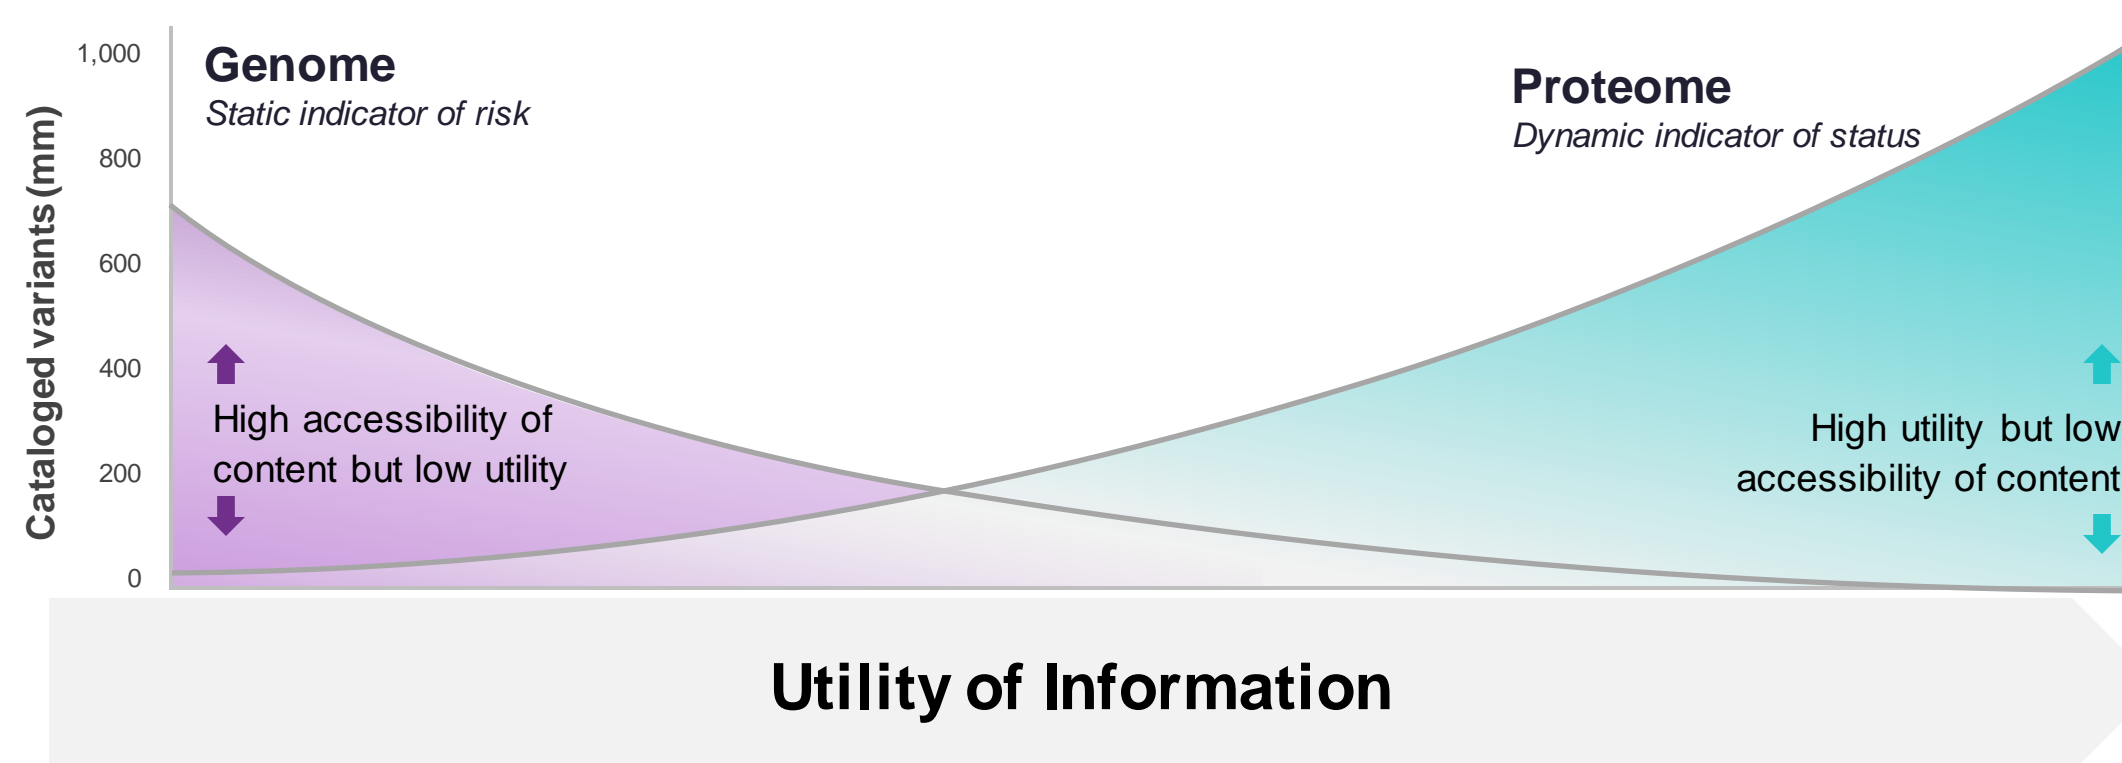 Cataloged variants (mm)
1,000
800
600
400
200
0
Genome
Static indicator of risk
High accessibility of
content but low utility
Proteome
Dynamic indicator of status
High utility but low
accessibility of content
Utility of Information